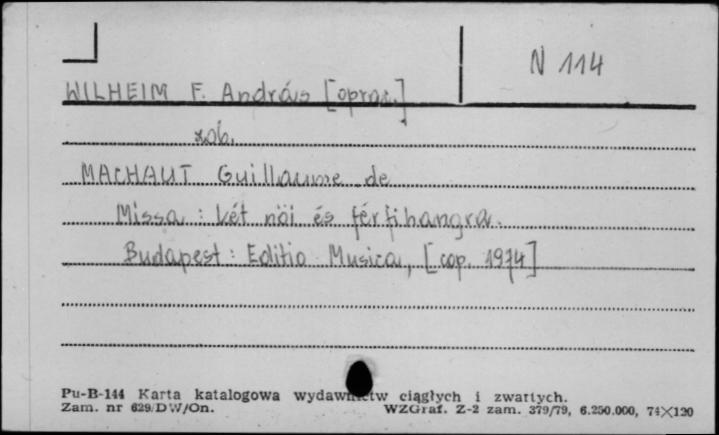 N 114
WILHEIM F. András [oprac.]
zob.
MACHAUT Guillaume de
Missa : két női és férfihangra.
Budapest : Editio Musica, [cop. 1974]
Pu-B-144 Karta katalogowa wydawnictw ciągłych i zwartych.
Zam. nr 629/DW/On. WZGraf. Z-2 zam. 379/79, 6.250.000, 74×120